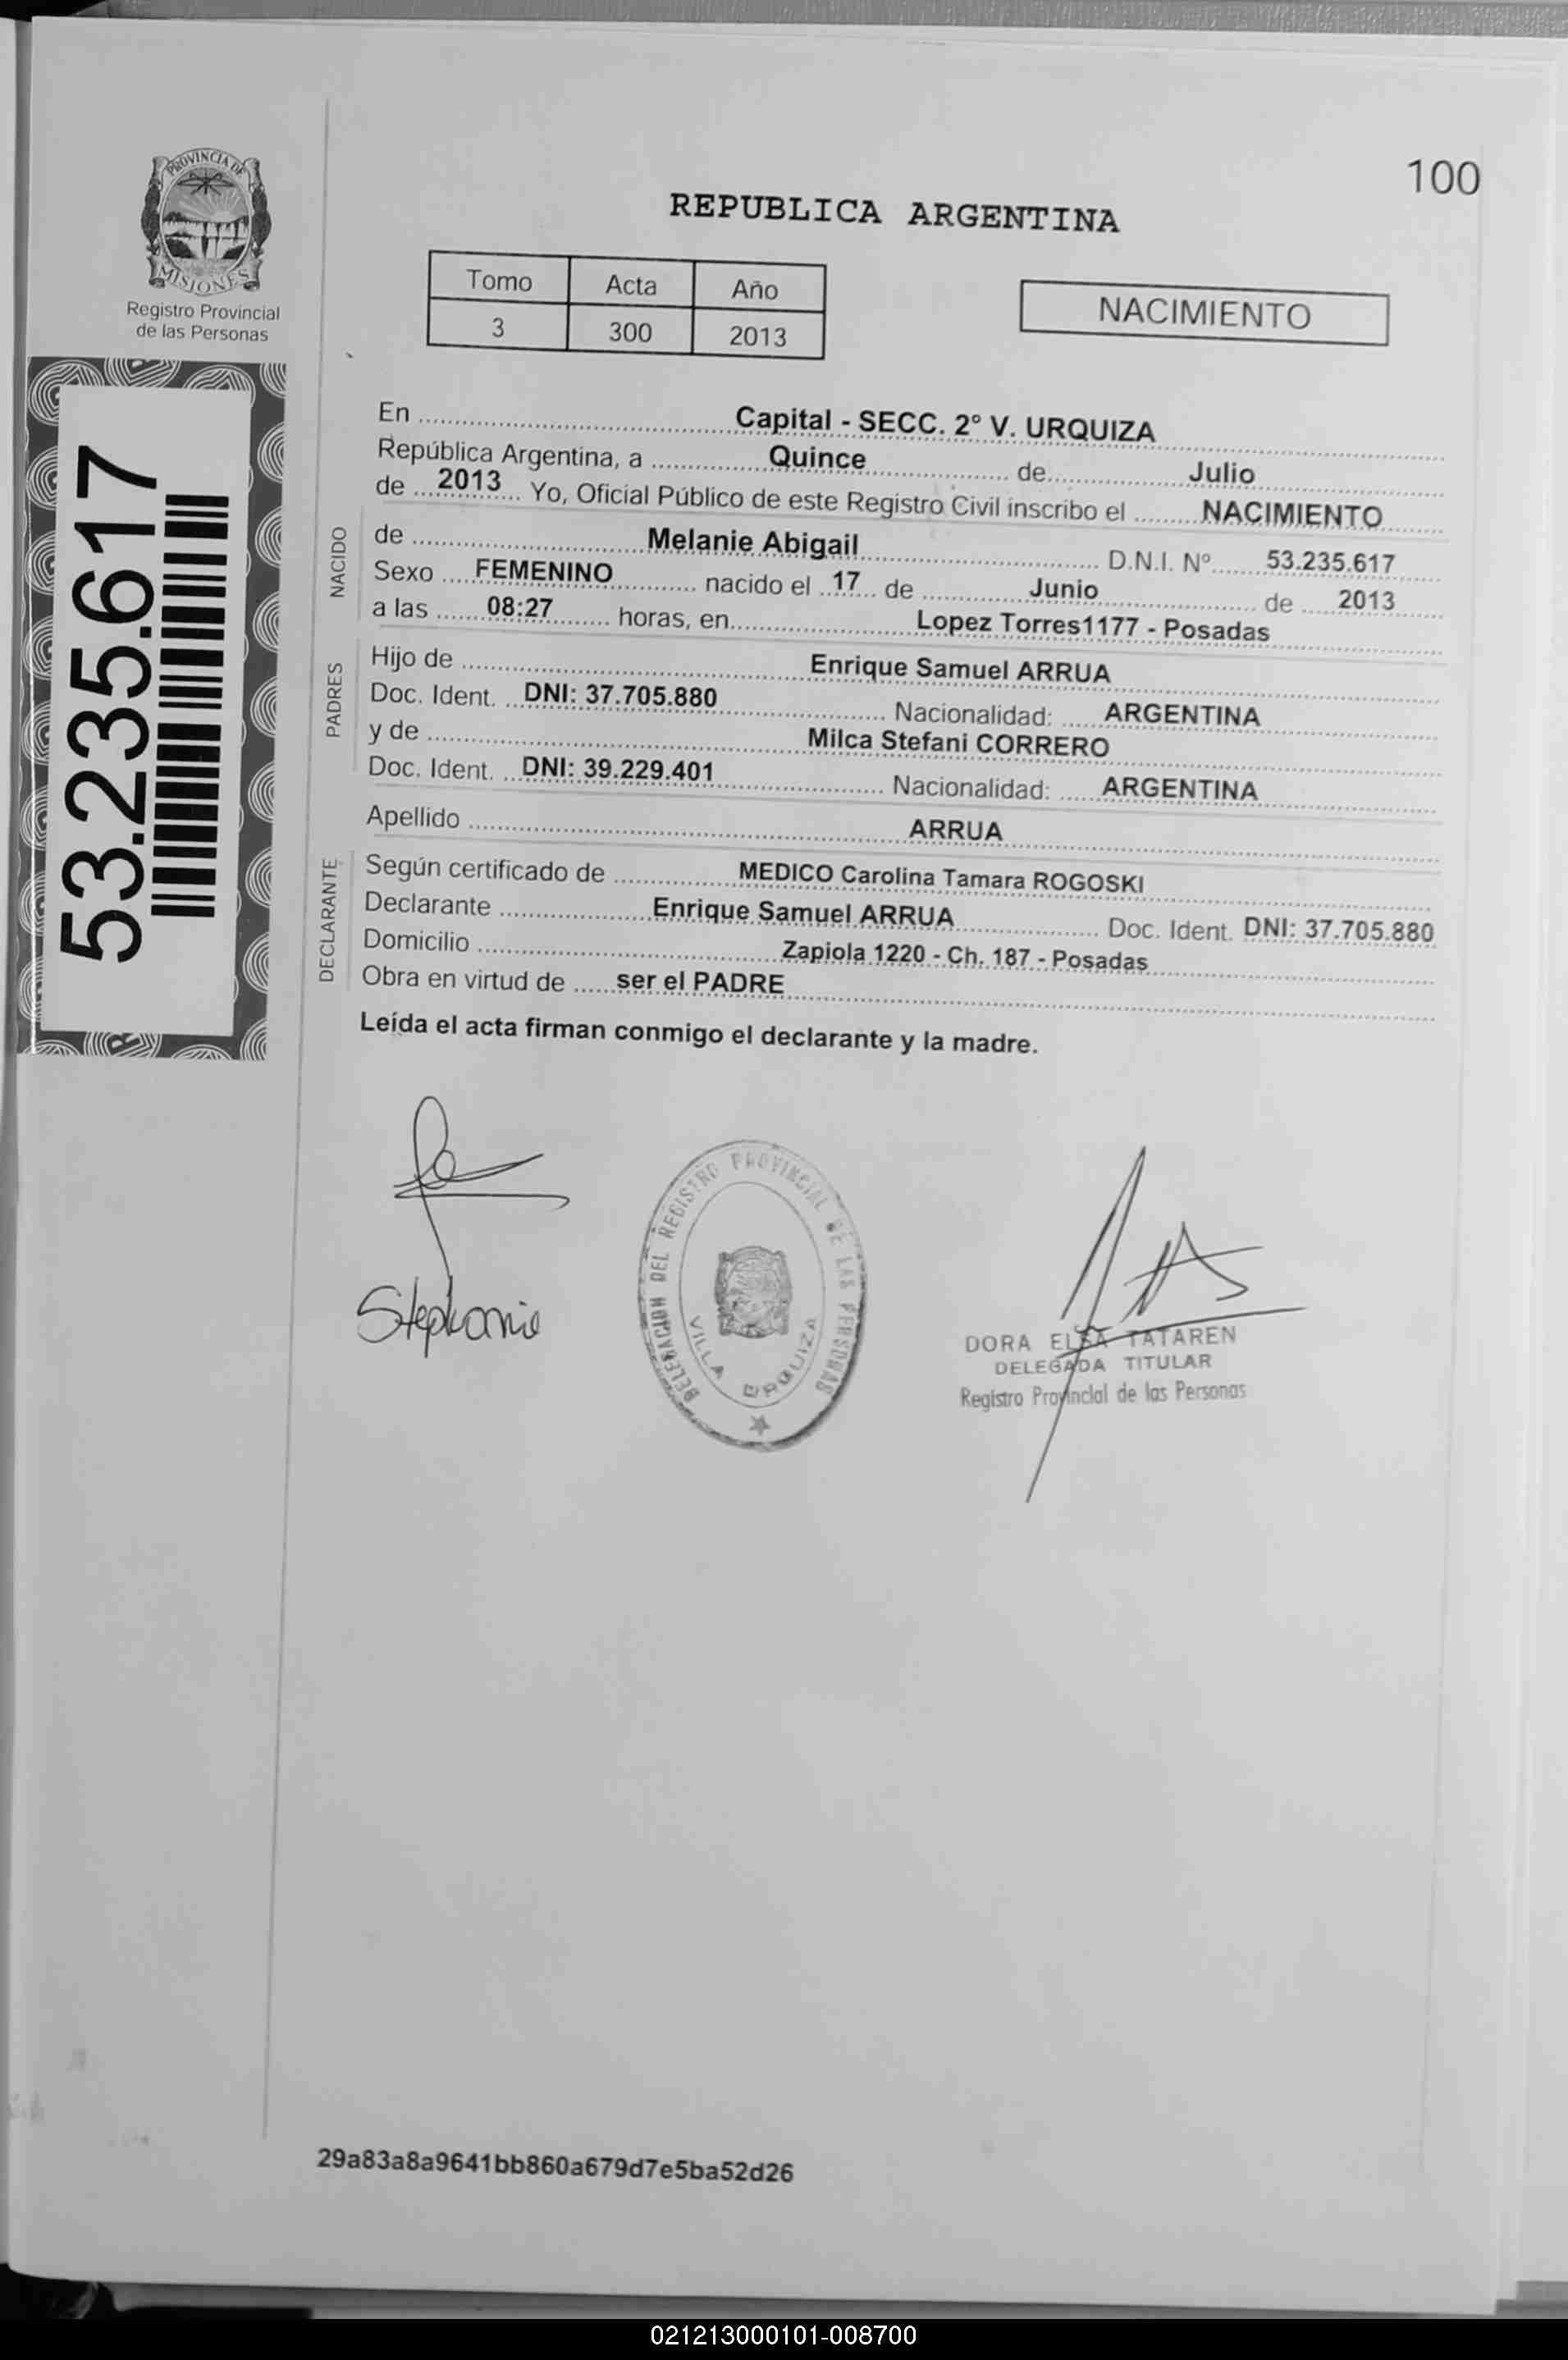 100
PROVINCIA DE
MISIONES
Registro Provincial
de las Personas
REPUBLICA ARGENTINA
Tomo Acta Año
3 300 2013
NACIMIENTO
53.235.617
En Capital - SECC. 2º V. URQUIZA
República Argentina, a Quince de Julio
de 2013 Yo, Oficial Público de este Registro Civil inscribo el NACIMIENTO
NACIDO
de Melanie Abigail D.N.I. Nº 53.235.617
Sexo FEMENINO nacido el 17 de Junio de 2013
a las 08:27 horas, en Lopez Torres1177 - Posadas
PADRES
Hijo de Enrique Samuel ARRUA
Doc. Ident. DNI: 37.705.880 Nacionalidad: ARGENTINA
y de Milca Stefani CORRERO
Doc. Ident. DNI: 39.229.401 Nacionalidad: ARGENTINA
Apellido ARRUA
DECLARANTE
Según certificado de MEDICO Carolina Tamara ROGOSKI
Declarante Enrique Samuel ARRUA Doc. Ident. DNI: 37.705.880
Domicilio Zapiola 1220 - Ch. 187 - Posadas
Obra en virtud de ser el PADRE
Leída el acta firman conmigo el declarante y la madre.
Stephanie
DELEGACION DEL REGISTRO PROVINCIAL DE LAS PERSONAS
VILLA URQUIZA
DORA ELSA TATAREN
DELEGADA TITULAR
Registro Provincial de las Personas
29a83a8a9641bb860a679d7e5ba52d26
021213000101-008700